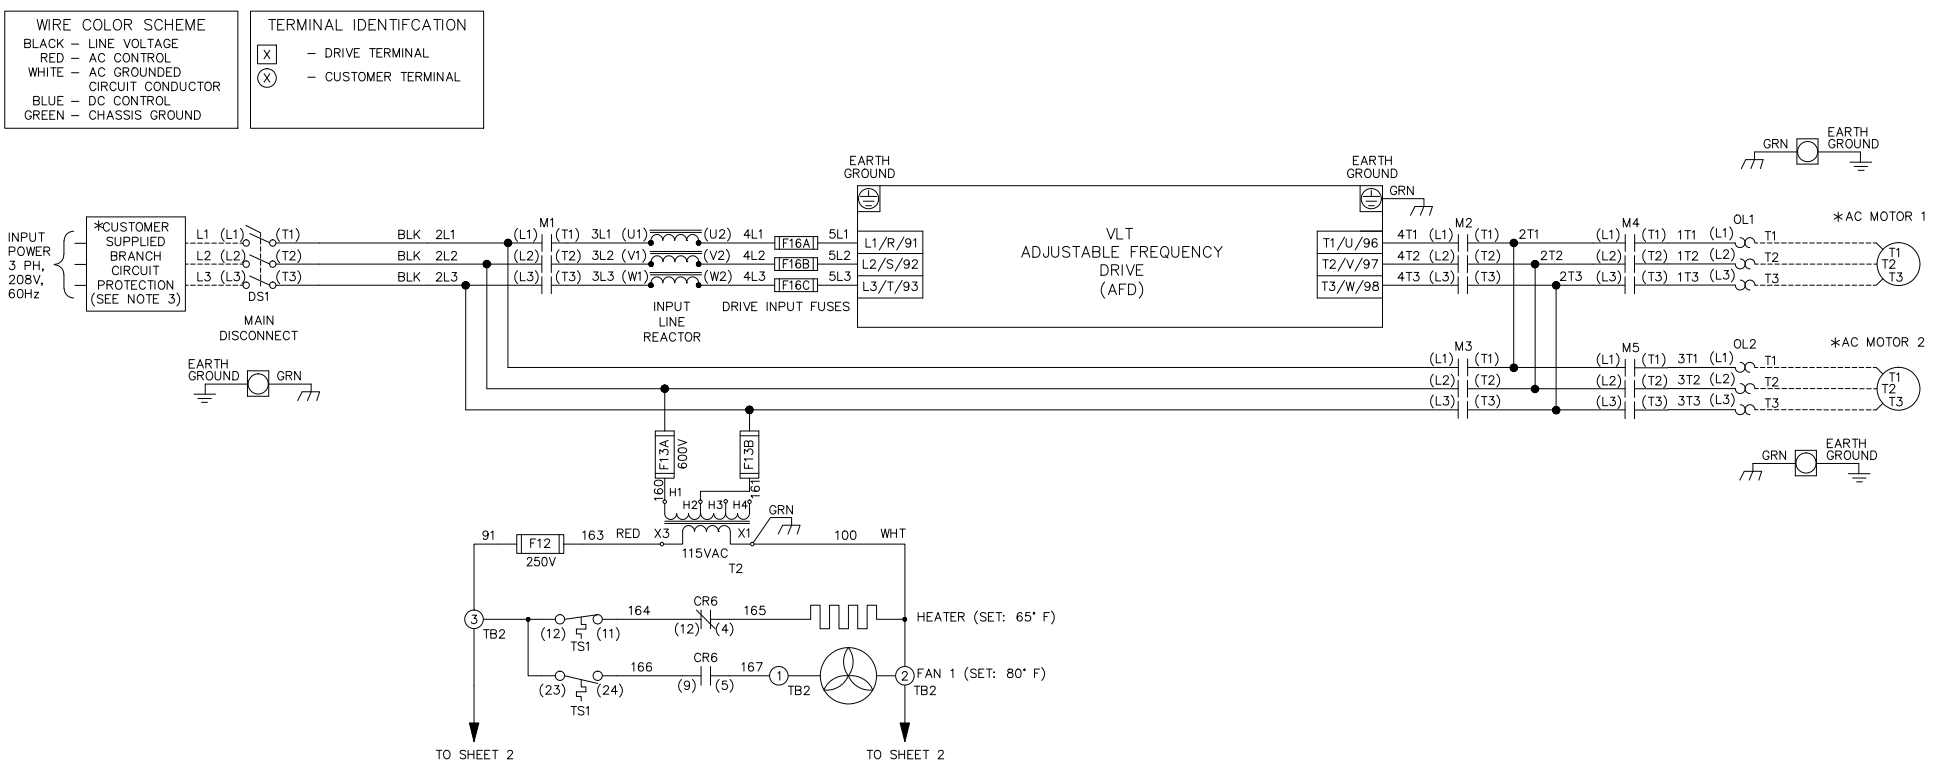 WIRE COLOR SCHEME
BLACK – LINE VOLTAGE
RED – AC CONTROL
WHITE – AC GROUNDED
CIRCUIT CONDUCTOR
BLUE – DC CONTROL
GREEN – CHASSIS GROUND
TERMINAL IDENTIFCATION
X – DRIVE TERMINAL
X – CUSTOMER TERMINAL
INPUT
POWER
3 PH,
208V,
60Hz
*CUSTOMER
SUPPLIED
BRANCH
CIRCUIT
PROTECTION
(SEE NOTE 3)
L1 (L1) (T1) BLK 2L1 (L1) M1 (T1) 3L1 (U1) (U2) 4L1 F16A 5L1 L1/R/91
L2 (L2) (T2) BLK 2L2 (L2) (T2) 3L2 (V1) (V2) 4L2 F16B 5L2 L2/S/92
L3 (L3) (T3) BLK 2L3 (L3) (T3) 3L3 (W1) (W2) 4L3 F16C 5L3 L3/T/93
DS1
MAIN
DISCONNECT
INPUT
LINE
REACTOR
DRIVE INPUT FUSES
EARTH
GROUND
VLT
ADJUSTABLE FREQUENCY
DRIVE
(AFD)
EARTH
GROUND
GRN
GRN
EARTH
GROUND
T1/U/96 4T1 (L1) M2 (T1) 2T1 (L1) M4 (T1) 1T1 (L1) OL1 T1
T2/V/97 4T2 (L2) (T2) 2T2 (L2) (T2) 1T2 (L2) T2
T3/W/98 4T3 (L3) (T3) 2T3 (L3) (T3) 1T3 (L3) T3
*AC MOTOR 1
T1
T2
T3
EARTH
GROUND
GRN
(L1) M3 (T1) (L1) M5 (T1) 3T1 (L1) OL2 T1
(L2) (T2) (L2) (T2) 3T2 (L2) T2
(L3) (T3) (L3) (T3) 3T3 (L3) T3
*AC MOTOR 2
T1
T2
T3
GRN
EARTH
GROUND
F13A
600V
F13B
160
161
H1
H2 H3 H4
GRN
91 F12 163 RED X3 X1 100 WHT
250V
115VAC
T2
3
TB2
(12) (11)
TS1
164
CR6
(12) (4)
165
HEATER (SET: 65° F)
(23) (24)
TS1
166
CR6
(9) (5)
167
1
TB2
2
TB2
FAN 1 (SET: 80° F)
TO SHEET 2
TO SHEET 2